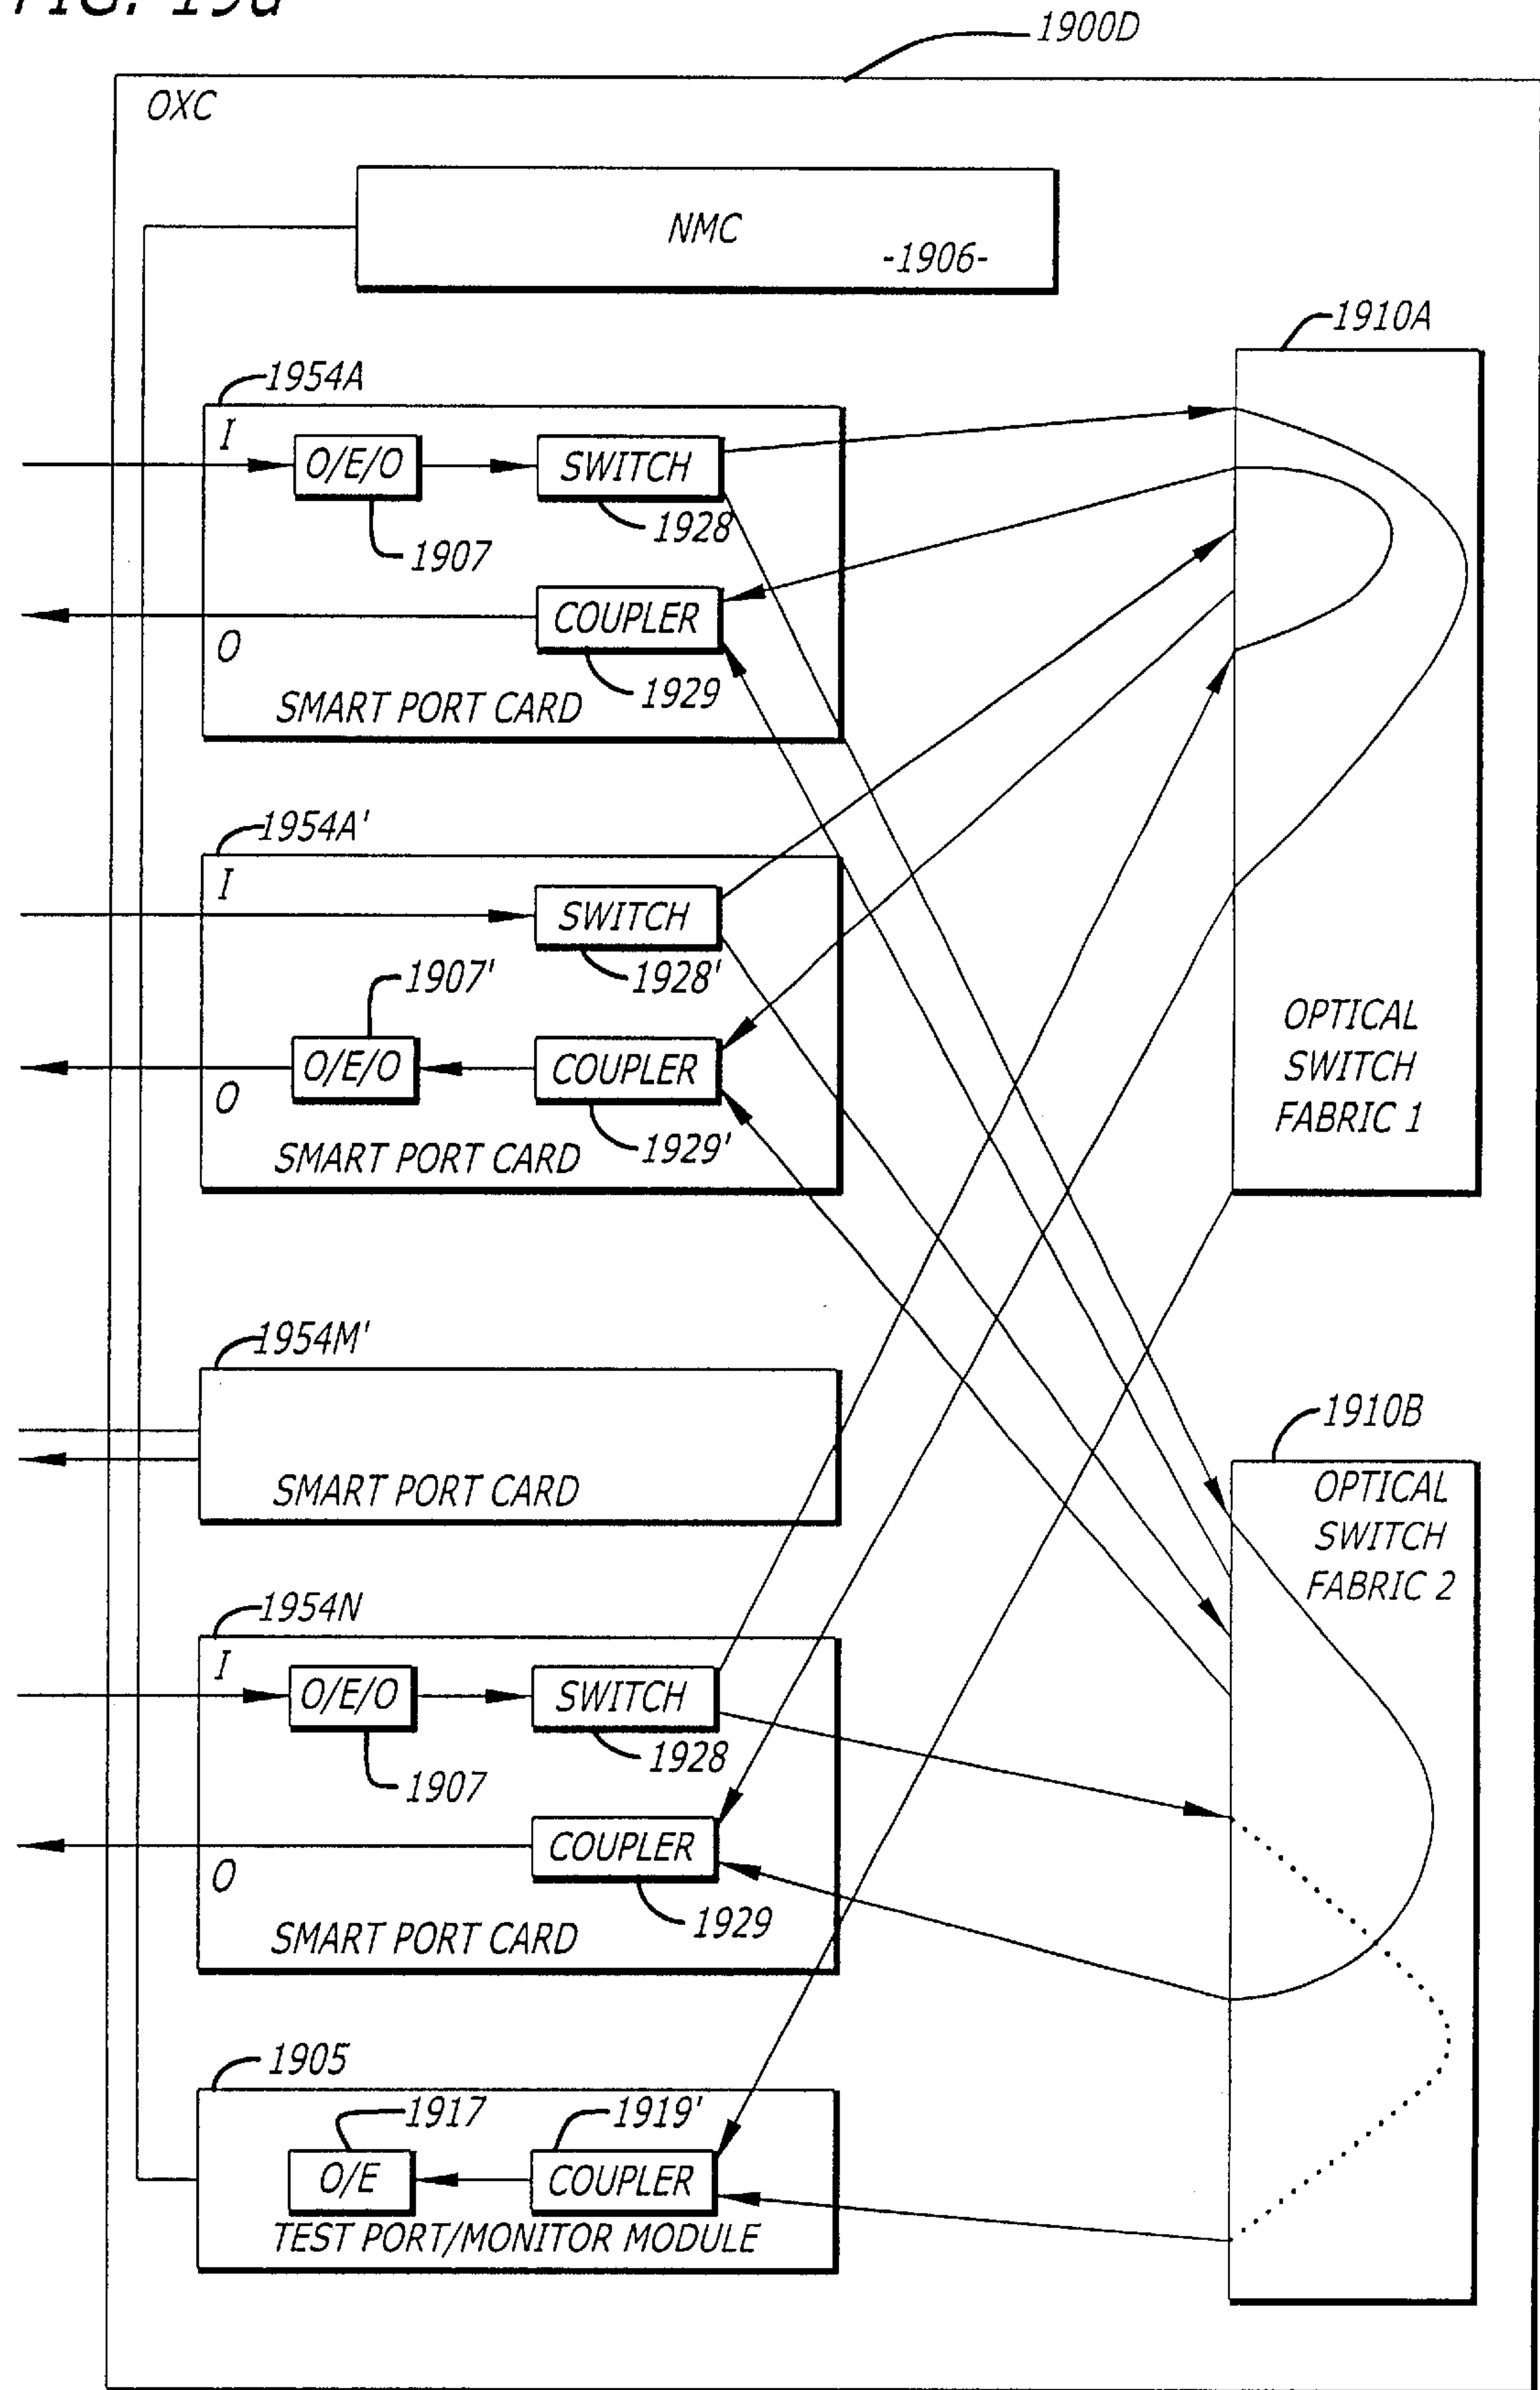 FIG. 19d
1900D
OXC
NMC
-1906-
1910A
1954A
I
O/E/O
SWITCH
1907
1928
COUPLER
O
1929
SMART PORT CARD
1954A'
I
SWITCH
1928'
1907'
O/E/O
COUPLER
O
1929'
SMART PORT CARD
OPTICAL
SWITCH
FABRIC 1
1954M'
SMART PORT CARD
1910B
OPTICAL
SWITCH
FABRIC 2
1954N
I
O/E/O
SWITCH
1928
1907
COUPLER
O
1929
SMART PORT CARD
1905
1917
1919'
O/E
COUPLER
TEST PORT/MONITOR MODULE